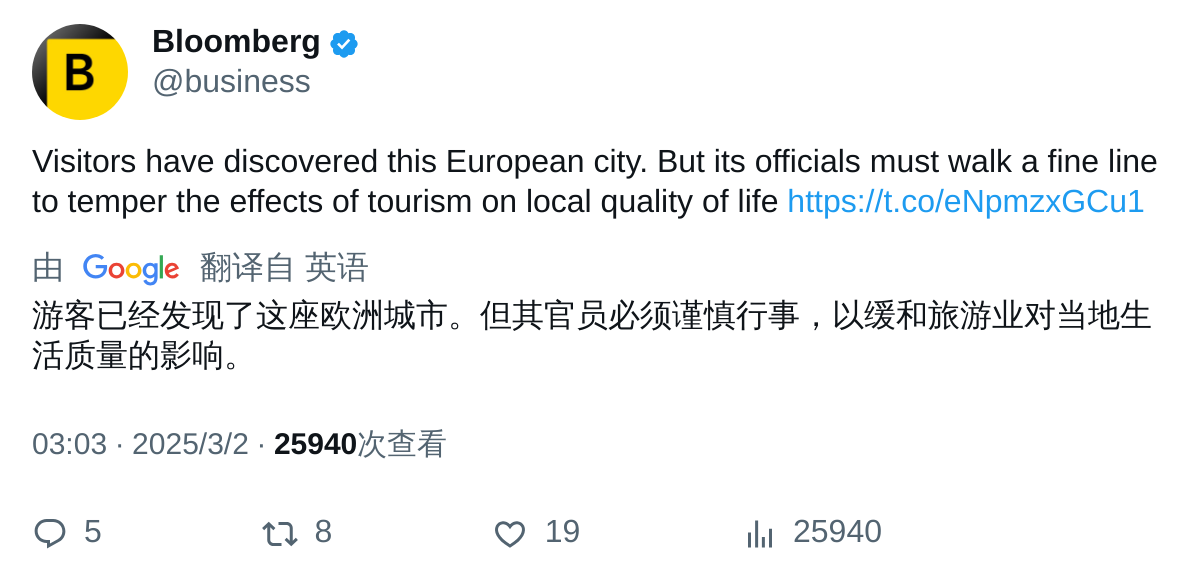 B
Bloomberg
@business
Visitors have discovered this European city. But its officials must walk a fine line
to temper the effects of tourism on local quality of life https://t.co/eNpmzxGCu1
由 Google 翻译自 英语
游客已经发现了这座欧洲城市。但其官员必须谨慎行事，以缓和旅游业对当地生
活质量的影响。
03:03 · 2025/3/2 · 25940次查看
5 8 19 25940